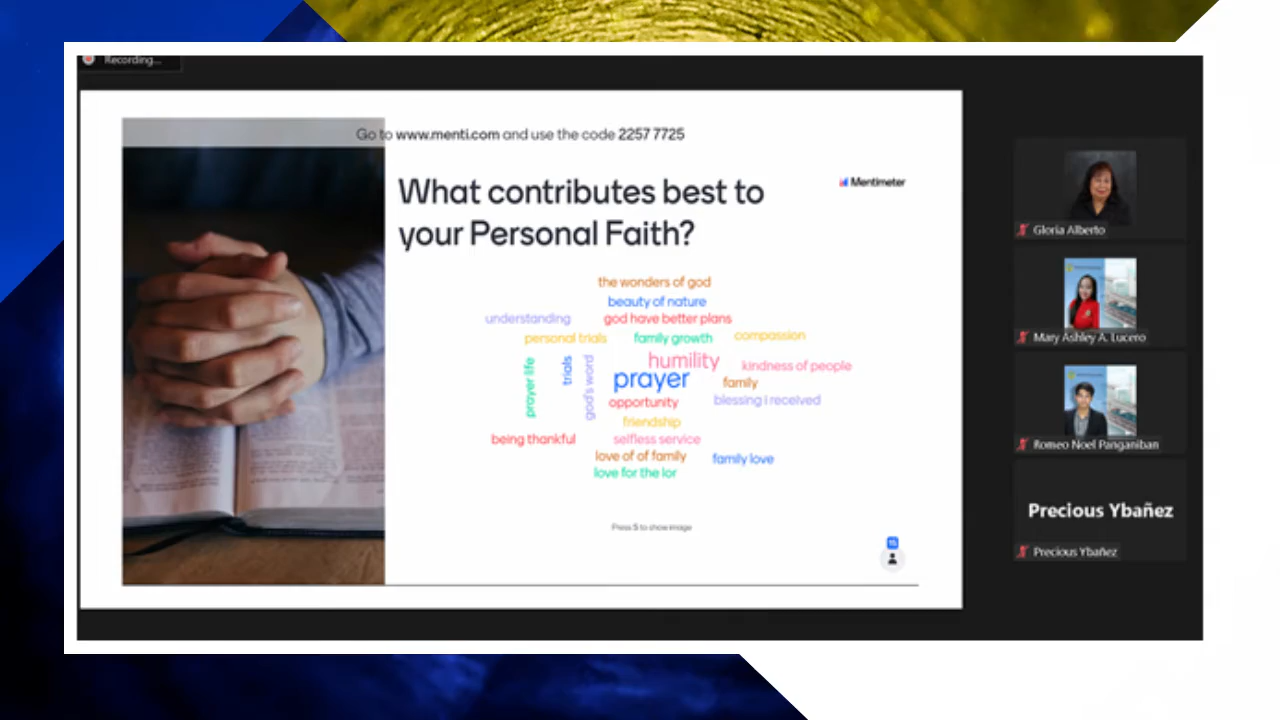 Recording...
Go to www.menti.com and use the code 2257 7725
Mentimeter
What contributes best to
your Personal Faith?
the wonders of god
beauty of nature
understanding
god have better plans
personal trials
family growth
compassion
humility
kindness of people
prayer life
trials
god's word
prayer
family
opportunity
blessing i received
friendship
being thankful
selfless service
love of of family
family love
love for the lor
Press S to show image
Gloria Alberto
Mary Ashley A. Lucero
Romeo Noel Panganiban
Precious Ybañez
Precious Ybañez